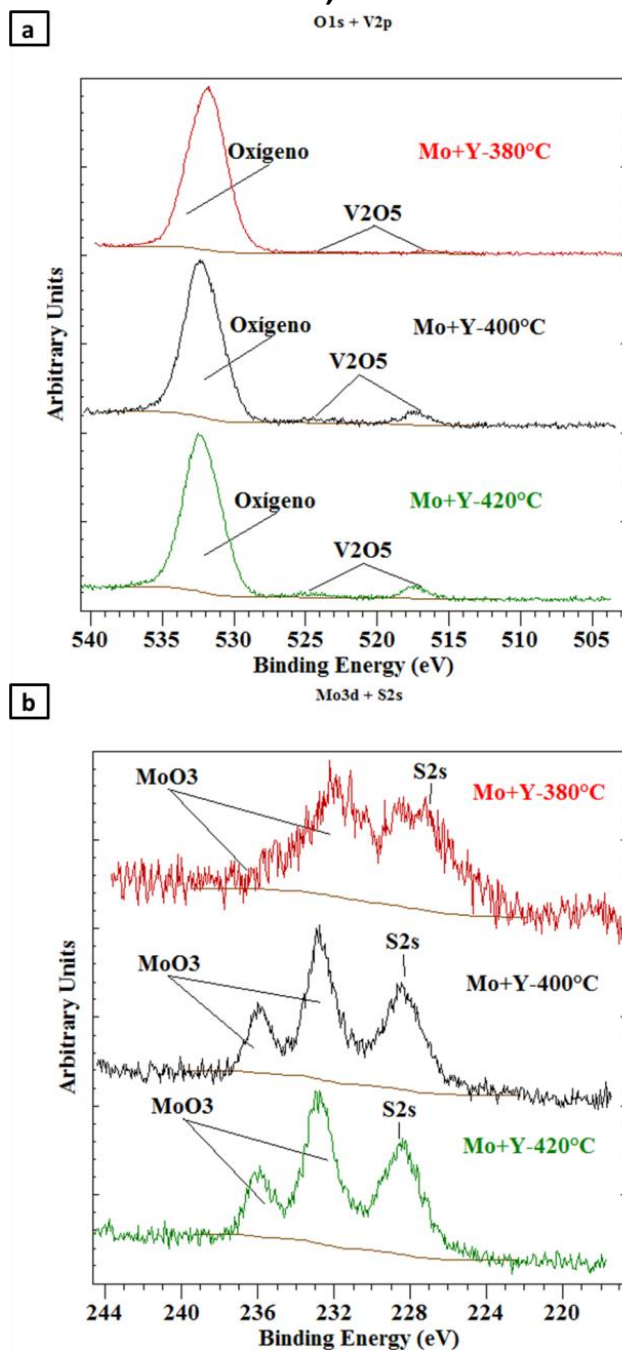 a
O1s + V2p
Oxígeno
Mo+Y-380°C
V2O5
Oxígeno
Mo+Y-400°C
V2O5
Oxígeno
Mo+Y-420°C
V2O5
Arbitrary Units
540 535 530 525 520 515 510 505
Binding Energy (eV)
b
Mo3d + S2s
MoO3
S2s
Mo+Y-380°C
MoO3
S2s
Mo+Y-400°C
MoO3
S2s
Mo+Y-420°C
Arbitrary Units
244 240 236 232 228 224 220
Binding Energy (eV)